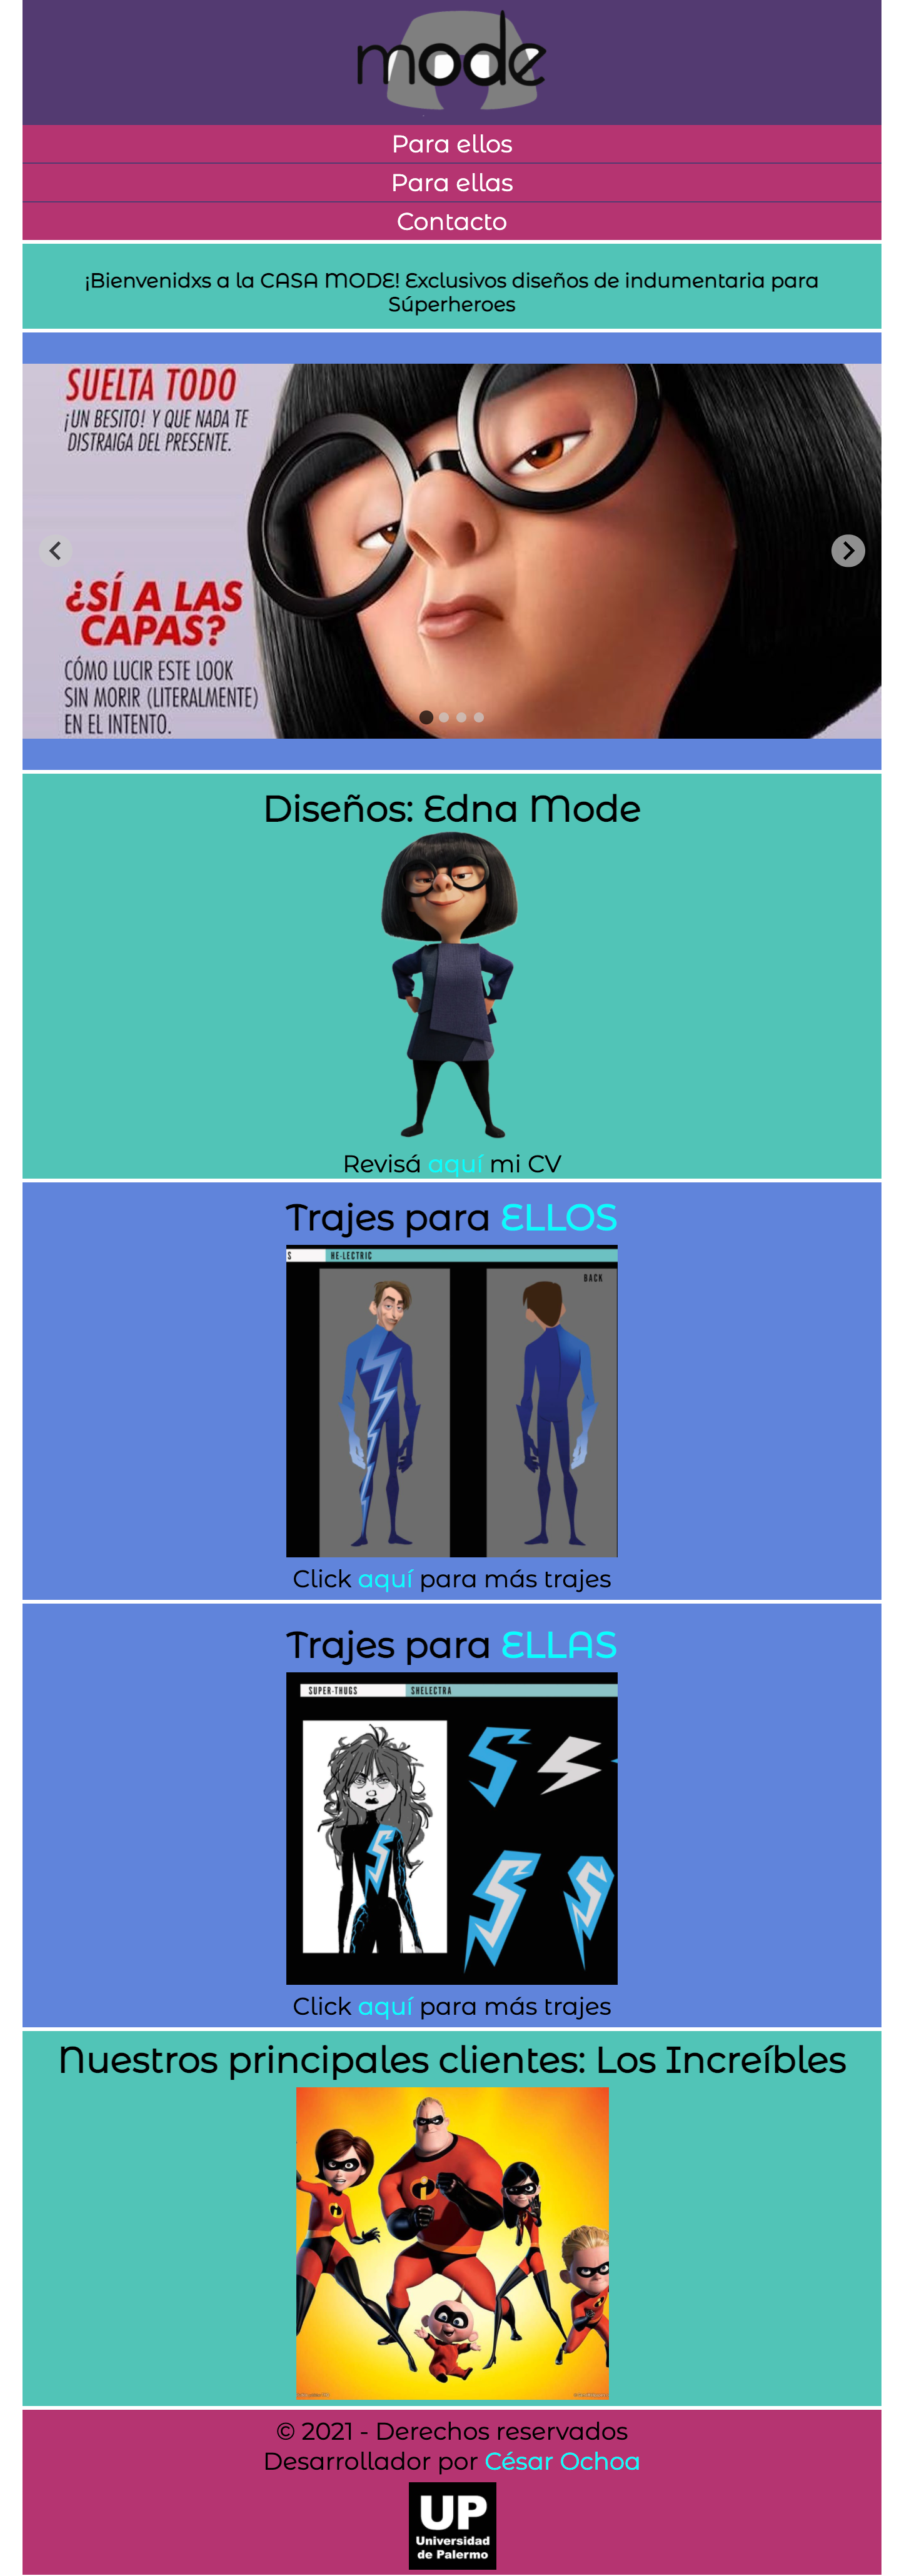 mode
Para ellos
Para ellas
Contacto
¡Bienvenidxs a la CASA MODE! Exclusivos diseños de indumentaria para
Súperheroes
SUELTA TODO
¡UN BESITO! Y QUE NADA TE
DISTRAIGA DEL PRESENTE.
¿SÍ A LAS
CAPAS?
CÓMO LUCIR ESTE LOOK
SIN MORIR (LITERALMENTE)
EN EL INTENTO.
Diseños: Edna Mode
Revisá aquí mi CV
Trajes para ELLOS
S HE-LECTRIC
BACK
Click aquí para más trajes
Trajes para ELLAS
SUPER-THUGS SHELECTRA
Click aquí para más trajes
Nuestros principales clientes: Los Increíbles
© 2021 - Derechos reservados
Desarrollador por César Ochoa
UP
Universidad
de Palermo